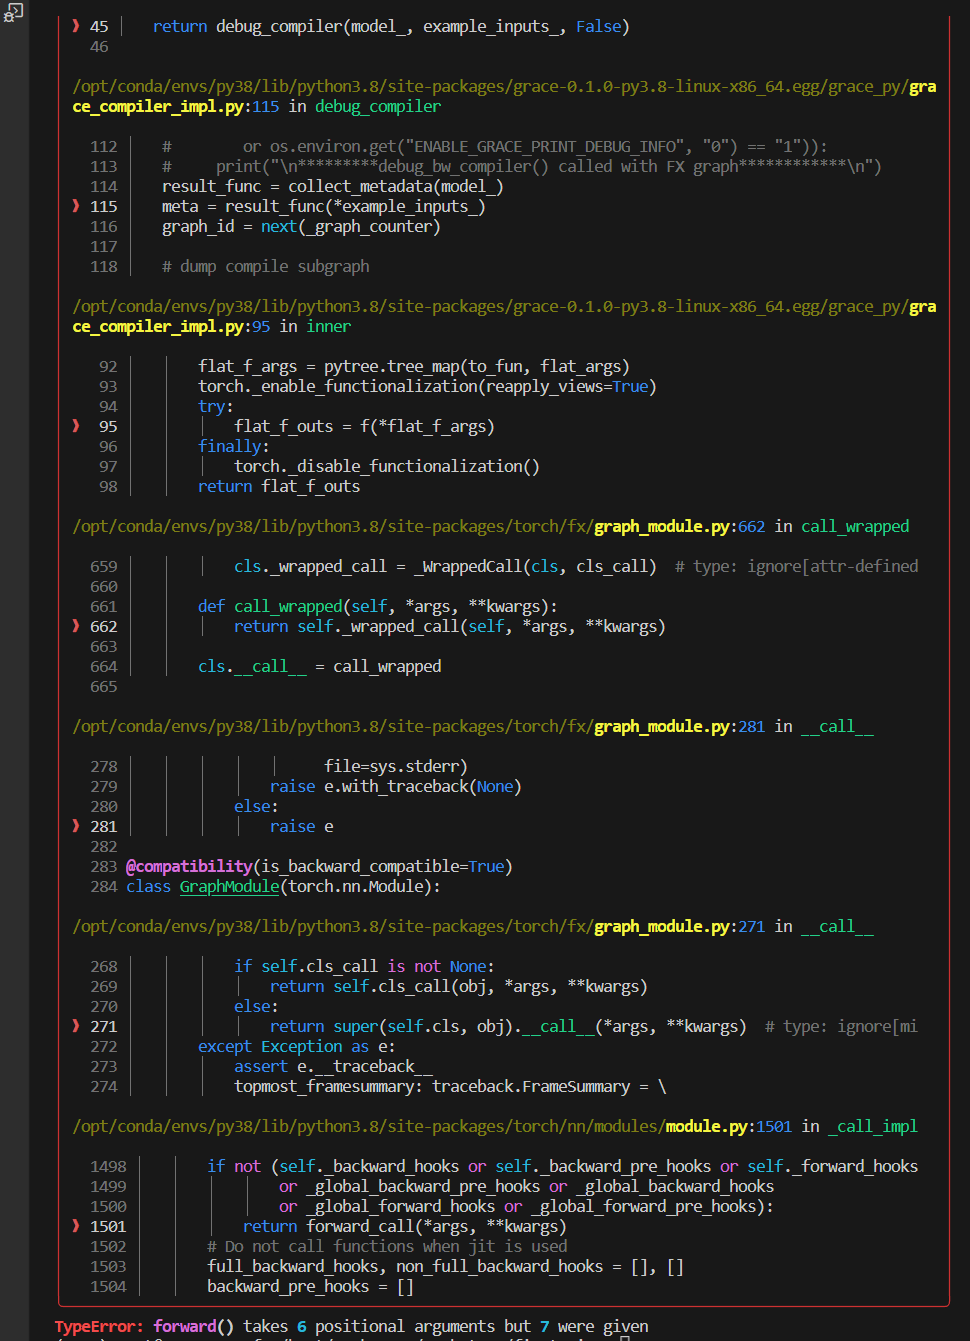 ❱ 45 │   return debug_compiler(model_, example_inputs_, False)
46
/opt/conda/envs/py38/lib/python3.8/site-packages/grace-0.1.0-py3.8-linux-x86_64.egg/grace_py/gra
ce_compiler_impl.py:115 in debug_compiler
112 │   #        or os.environ.get("ENABLE_GRACE_PRINT_DEBUG_INFO", "0") == "1")):
113 │   #     print("\n*********debug_bw_compiler() called with FX graph************\n")
114 │   result_func = collect_metadata(model_)
❱ 115 │   meta = result_func(*example_inputs_)
116 │   graph_id = next(_graph_counter)
117 │
118 │   # dump compile subgraph
/opt/conda/envs/py38/lib/python3.8/site-packages/grace-0.1.0-py3.8-linux-x86_64.egg/grace_py/gra
ce_compiler_impl.py:95 in inner
92 │   │   flat_f_args = pytree.tree_map(to_fun, flat_args)
93 │   │   torch._enable_functionalization(reapply_views=True)
94 │   │   try:
❱ 95 │   │   │   flat_f_outs = f(*flat_f_args)
96 │   │   finally:
97 │   │   │   torch._disable_functionalization()
98 │   │   return flat_f_outs
/opt/conda/envs/py38/lib/python3.8/site-packages/torch/fx/graph_module.py:662 in call_wrapped
659 │   │   │   cls._wrapped_call = _WrappedCall(cls, cls_call)  # type: ignore[attr-defined
660 │   │
661 │   │   def call_wrapped(self, *args, **kwargs):
❱ 662 │   │   │   return self._wrapped_call(self, *args, **kwargs)
663 │   │
664 │   │   cls.__call__ = call_wrapped
665
/opt/conda/envs/py38/lib/python3.8/site-packages/torch/fx/graph_module.py:281 in __call__
278 │   │   │   │   │     file=sys.stderr)
279 │   │   │   │   raise e.with_traceback(None)
280 │   │   │   else:
❱ 281 │   │   │   │   raise e
282
283 @compatibility(is_backward_compatible=True)
284 class GraphModule(torch.nn.Module):
/opt/conda/envs/py38/lib/python3.8/site-packages/torch/fx/graph_module.py:271 in __call__
268 │   │   │   if self.cls_call is not None:
269 │   │   │   │   return self.cls_call(obj, *args, **kwargs)
270 │   │   │   else:
❱ 271 │   │   │   │   return super(self.cls, obj).__call__(*args, **kwargs)  # type: ignore[mi
272 │   │   except Exception as e:
273 │   │   │   assert e.__traceback__
274 │   │   │   topmost_framesummary: traceback.FrameSummary = \
/opt/conda/envs/py38/lib/python3.8/site-packages/torch/nn/modules/module.py:1501 in _call_impl
1498 │   │   if not (self._backward_hooks or self._backward_pre_hooks or self._forward_hooks
1499 │   │   │   │   or _global_backward_pre_hooks or _global_backward_hooks
1500 │   │   │   │   or _global_forward_hooks or _global_forward_pre_hooks):
❱ 1501 │   │   │   return forward_call(*args, **kwargs)
1502 │   │   # Do not call functions when jit is used
1503 │   │   full_backward_hooks, non_full_backward_hooks = [], []
1504 │   │   backward_pre_hooks = []
TypeError: forward() takes 6 positional arguments but 7 were given